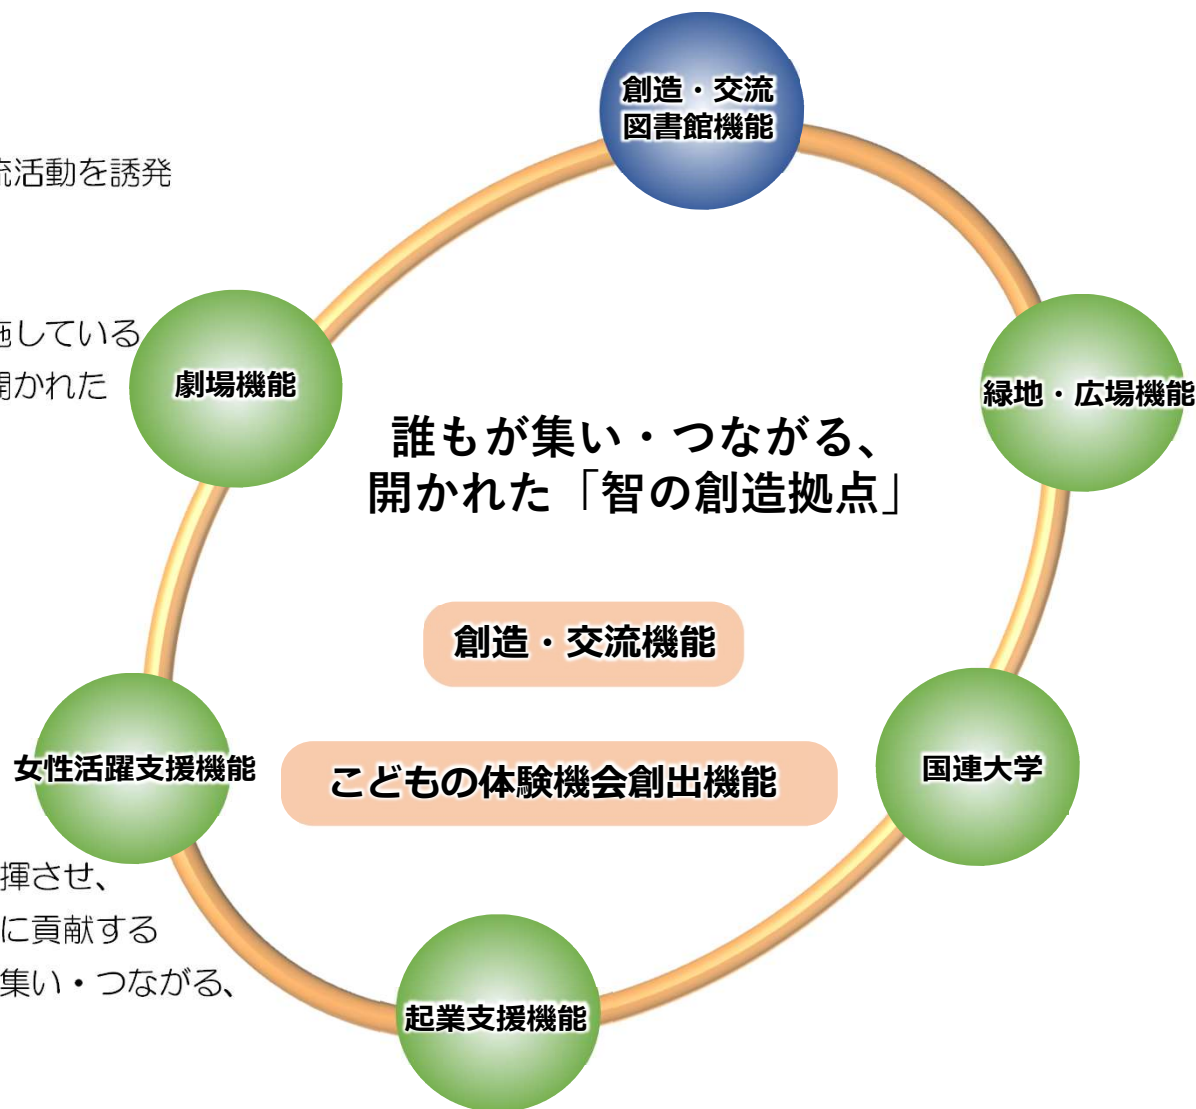 創造・交流
図書館機能
流活動を誘発
施している
開かれた
劇場機能
緑地・広場機能
誰もが集い・つながる、
開かれた「智の創造拠点」
創造・交流機能
女性活躍支援機能
こどもの体験機会創出機能
国連大学
揮させ、
に貢献する
集い・つながる、
起業支援機能